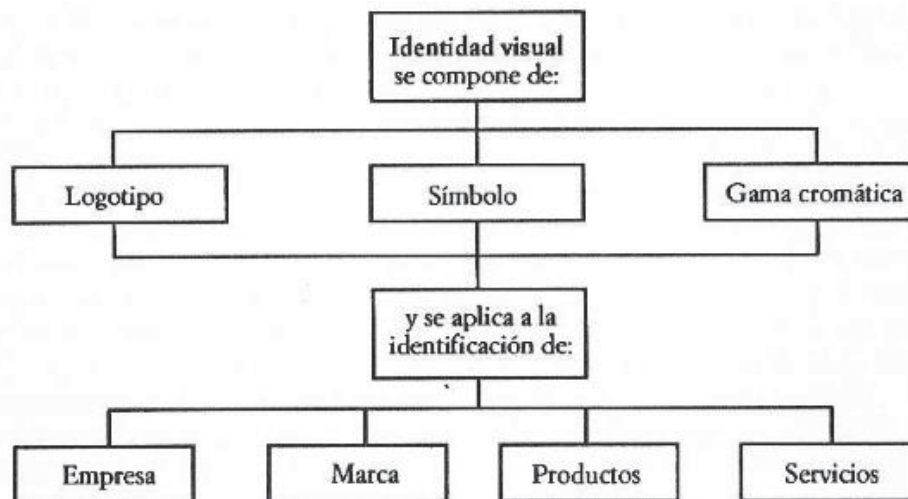 Identidad visual
se compone de:
Logotipo
Símbolo
Gama cromática
y se aplica a la
identificación de:
Empresa
Marca
Productos
Servicios